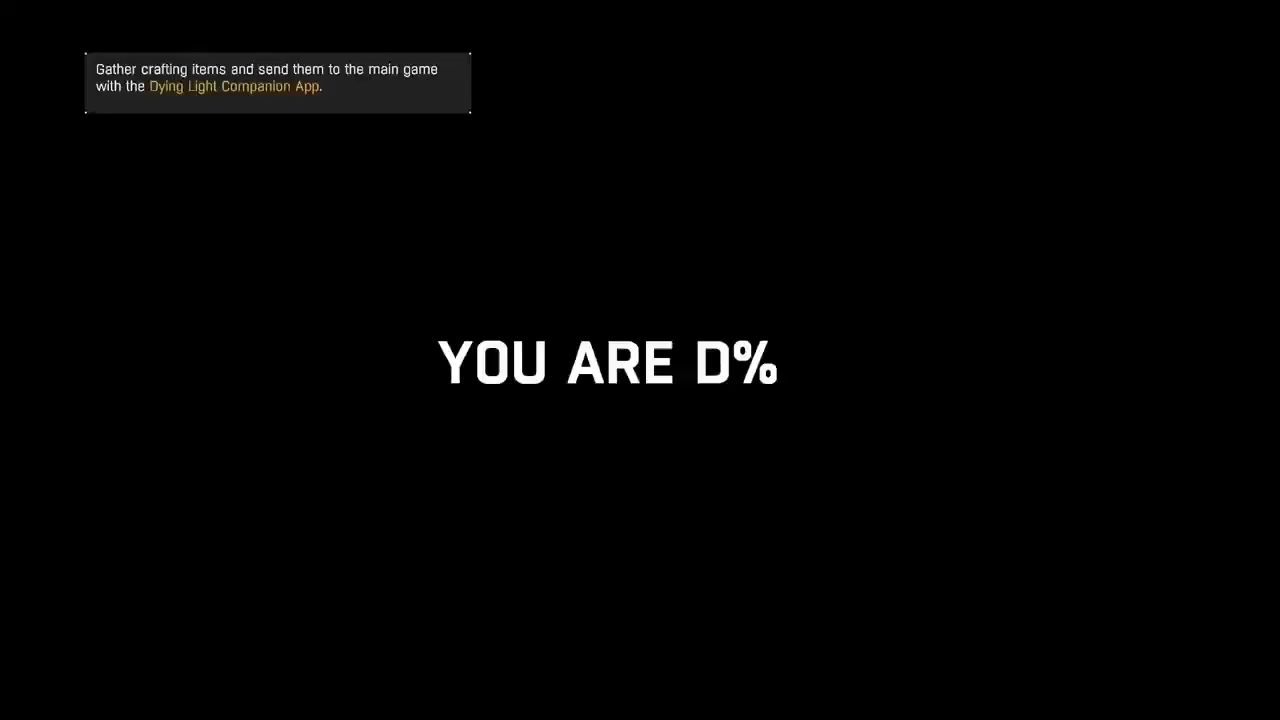 Gather crafting items and send them to the main game
with the Dying Light Companion App.
YOU ARE D%